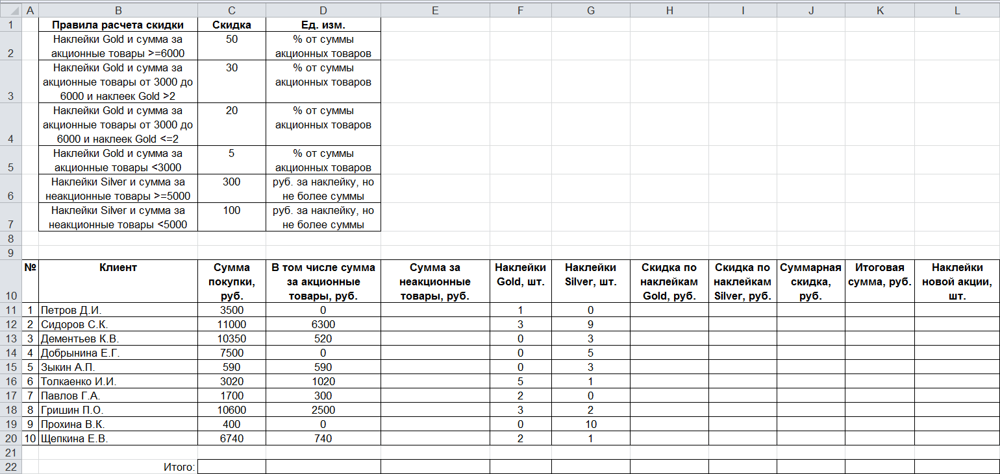 A B C D E F G H I J K L
1 Правила расчета скидки Скидка Ед. изм.
Наклейки Gold и сумма за 50 % от суммы
2 акционные товары >=6000 акционных товаров
Наклейки Gold и сумма за 30 % от суммы
акционные товары от 3000 до акционных товаров
3 6000 и наклеек Gold >2
Наклейки Gold и сумма за 20 % от суммы
акционные товары от 3000 до акционных товаров
4 6000 и наклеек Gold <=2
Наклейки Gold и сумма за 5 % от суммы
5 акционные товары <3000 акционных товаров
Наклейки Silver и сумма за 300 руб. за наклейку, но
6 неакционные товары >=5000 не более суммы
Наклейки Silver и сумма за 100 руб. за наклейку, но
7 неакционные товары <5000 не более суммы
8
9
№ Клиент Сумма В том числе сумма Сумма за Наклейки Наклейки Скидка по Скидка по Суммарная Итоговая Наклейки
покупки, за акционные неакционные Gold, шт. Silver, шт. наклейкам наклейкам скидка, сумма, руб. новой акции,
10 руб. товары, руб. товары, руб. Gold, руб. Silver, руб. руб. шт.
11 1 Петров Д.И. 3500 0 1 0
12 2 Сидоров С.К. 11000 6300 3 9
13 3 Дементьев К.В. 10350 520 0 3
14 4 Добрынина Е.Г. 7500 0 0 5
15 5 Зыкин А.П. 590 590 0 3
16 6 Толкаенко И.И. 3020 1020 5 1
17 7 Павлов Г.А. 1700 300 2 0
18 8 Гришин П.О. 10600 2500 3 2
19 9 Прохина В.К. 400 0 0 10
20 10 Щепкина Е.В. 6740 740 2 1
21
22 Итого: